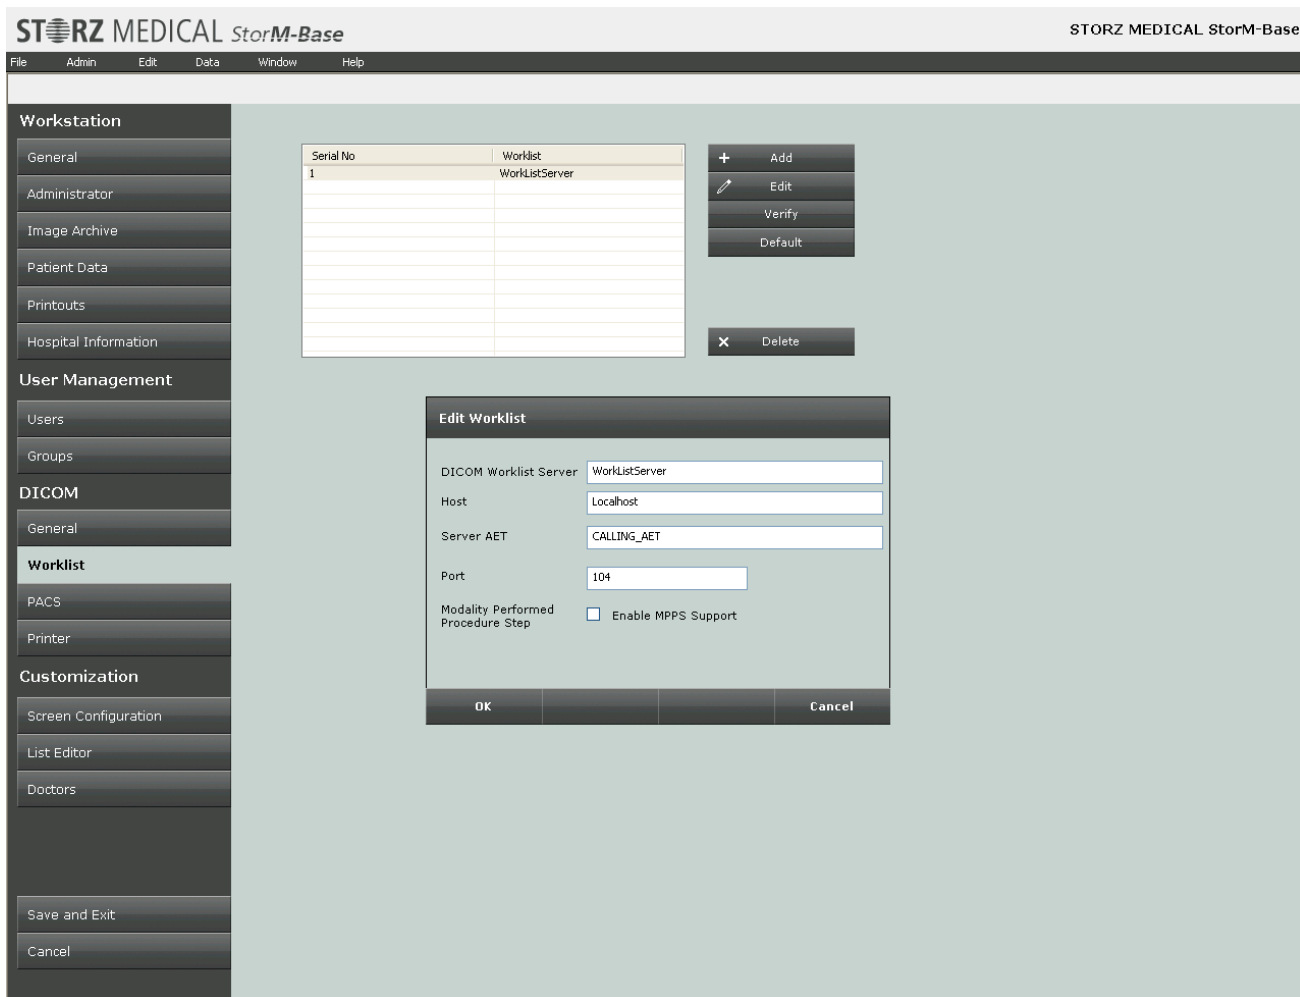 STORZ MEDICAL StorM-Base
STORZ MEDICAL StorM-Base
File Admin Edit Data Window Help
Workstation
General
Administrator
Image Archive
Patient Data
Printouts
Hospital Information
User Management
Users
Groups
DICOM
General
Worklist
PACS
Printer
Customization
Screen Configuration
List Editor
Doctors
Save and Exit
Cancel
Serial No Worklist
1 WorkListServer
+ Add
Edit
Verify
Default
Delete
Edit Worklist
DICOM Worklist Server WorkListServer
Host Localhost
Server AET CALLING_AET
Port 104
Modality Performed
Procedure Step
Enable MPPS Support
OK Cancel